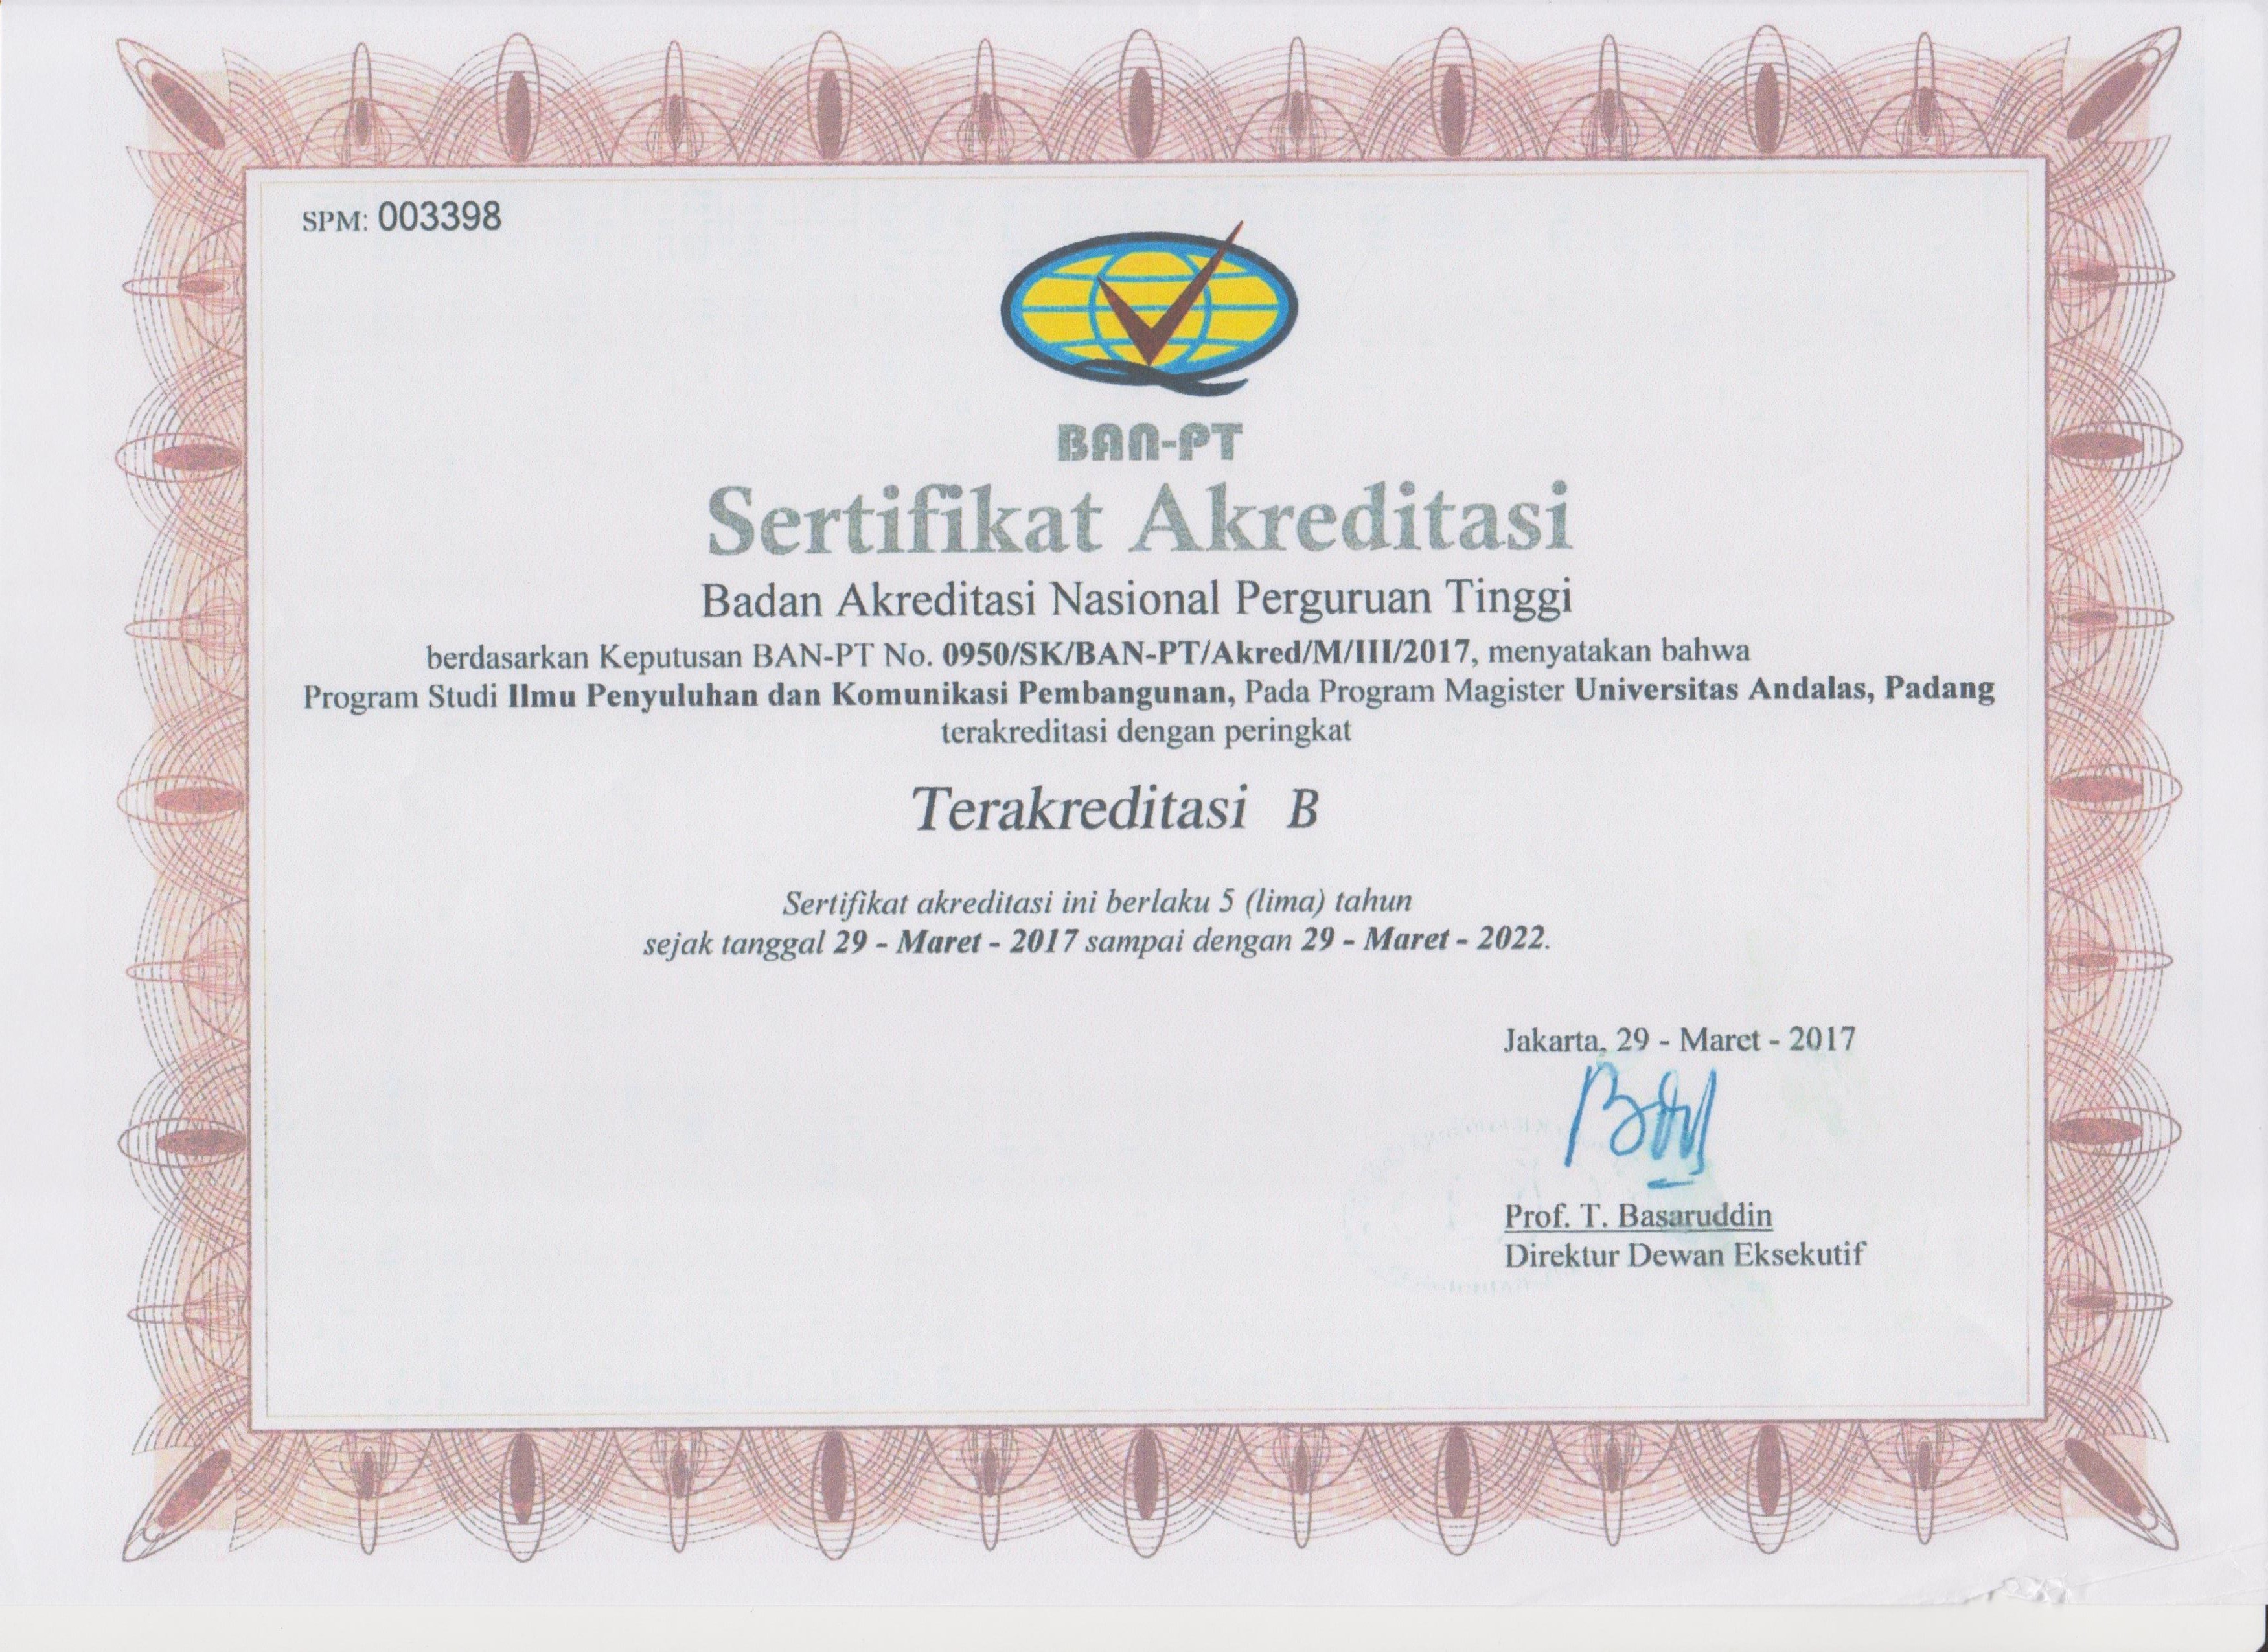 SPM: 003398
BAN-PT
Sertifikat Akreditasi
Badan Akreditasi Nasional Perguruan Tinggi
berdasarkan Keputusan BAN-PT No. 0950/SK/BAN-PT/Akred/M/III/2017, menyatakan bahwa
Program Studi Ilmu Penyuluhan dan Komunikasi Pembangunan, Pada Program Magister Universitas Andalas, Padang
terakreditasi dengan peringkat
Terakreditasi B
Sertifikat akreditasi ini berlaku 5 (lima) tahun
sejak tanggal 29 - Maret - 2017 sampai dengan 29 - Maret - 2022.
Jakarta, 29 - Maret - 2017
Prof. T. Basaruddin
Direktur Dewan Eksekutif